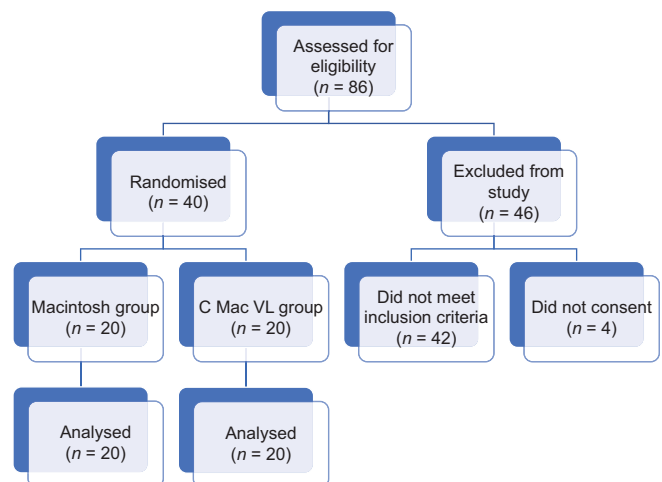 Assessed for
eligibility
(n = 86)
Randomised
(n = 40)
Excluded from
study
(n = 46)
Macintosh group
(n = 20)
C Mac VL group
(n = 20)
Did not meet
inclusion criteria
(n = 42)
Did not consent
(n = 4)
Analysed
(n = 20)
Analysed
(n = 20)